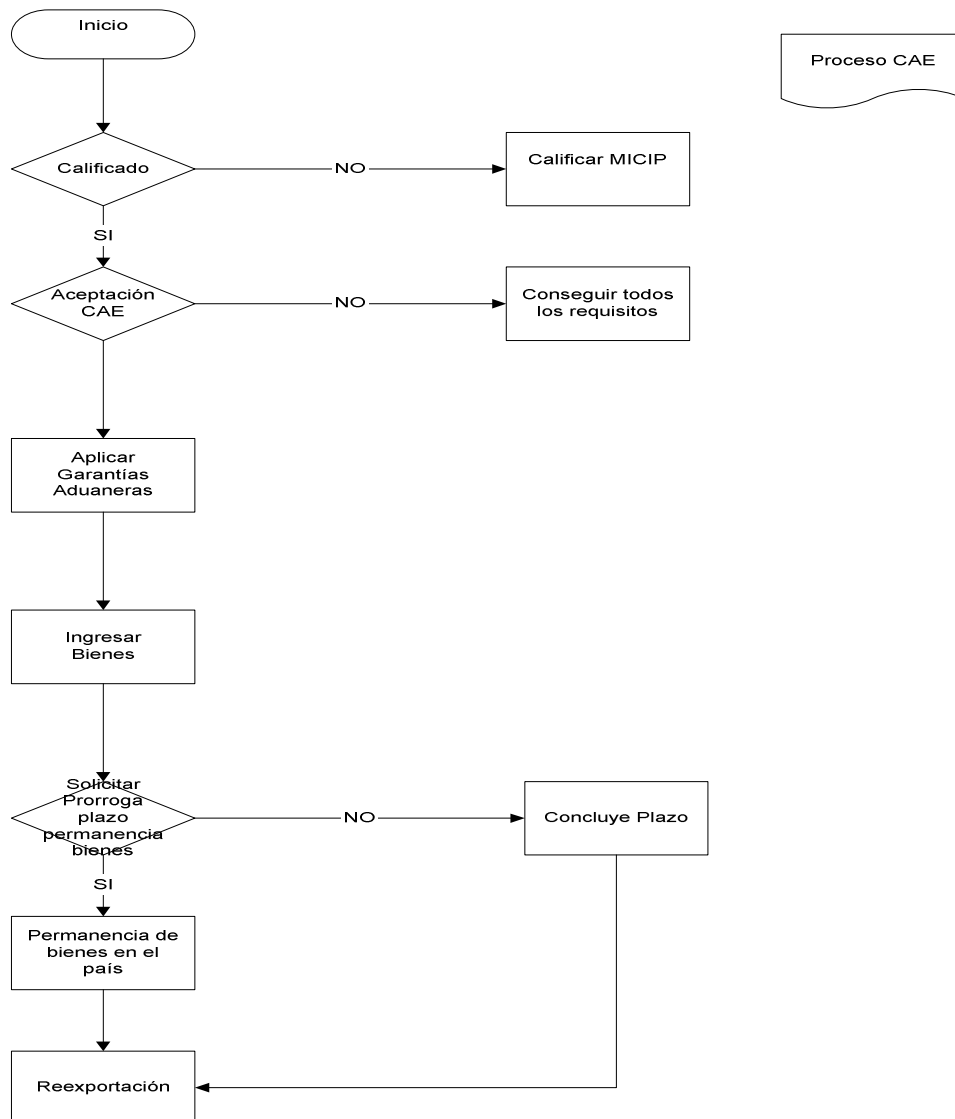 Inicio
Proceso CAE
Calificado
NO
Calificar MICIP
SI
Aceptación
CAE
NO
Conseguir todos
los requisitos
Aplicar
Garantías
Aduaneras
Ingresar
Bienes
Solicitar
Prorroga
plazo
permanencia
bienes
NO
Concluye Plazo
SI
Permanencia de
bienes en el
país
Reexportación